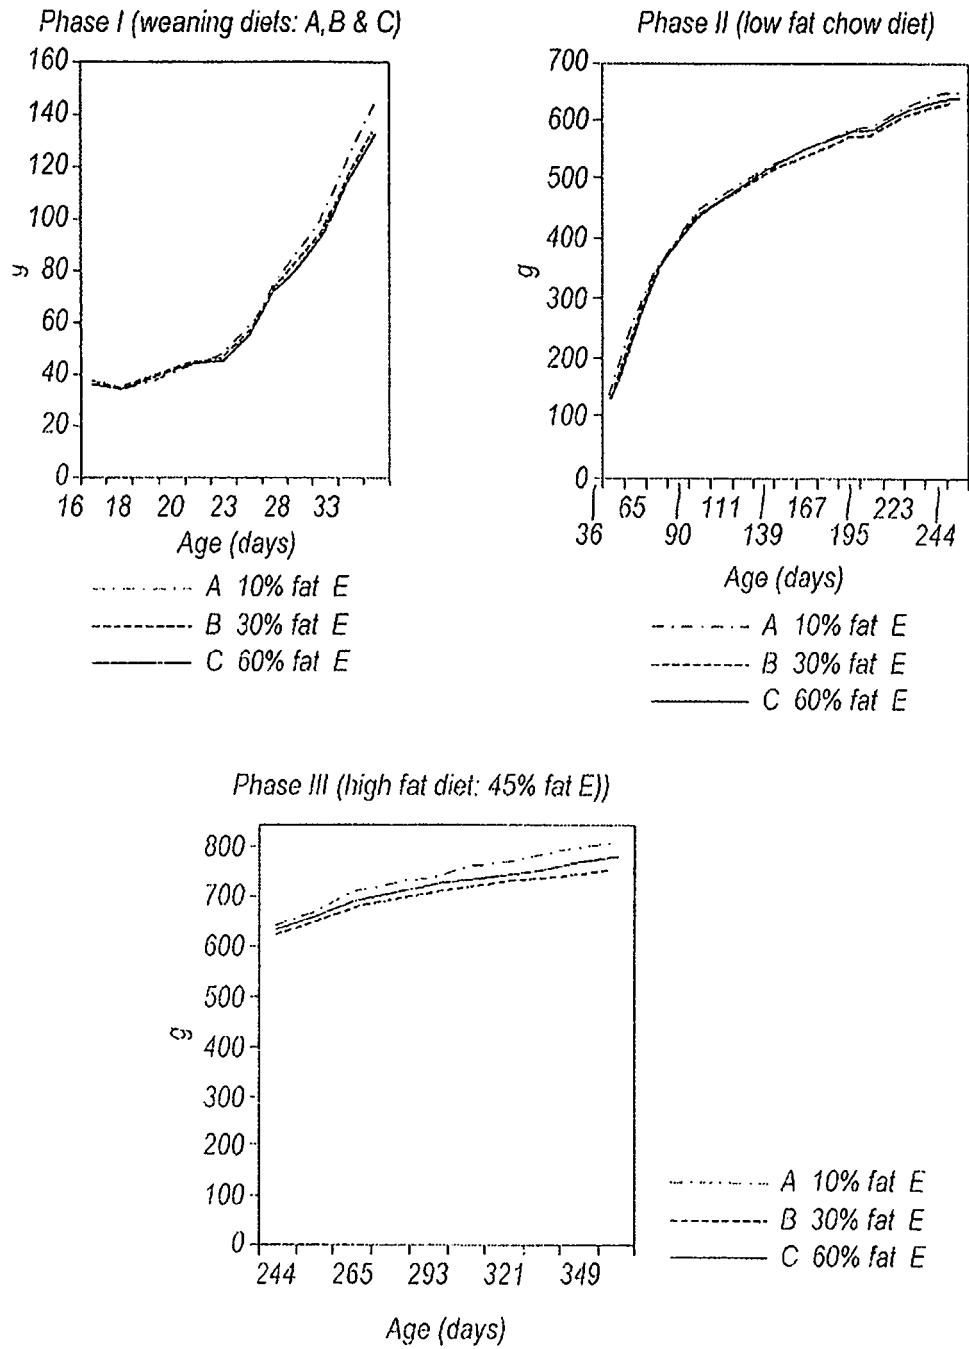 Phase I (weaning diets: A,B & C)
160
140
120
100
80
60
40
20
0
g
16 18 20 23 28 33
Age (days)
A 10% fat E
B 30% fat E
C 60% fat E
Phase II (low fat chow diet)
700
600
500
400
300
200
100
0
g
65 111 167 223
36 90 139 195 244
Age (days)
A 10% fat E
B 30% fat E
C 60% fat E
Phase III (high fat diet: 45% fat E))
800
700
600
500
400
300
200
100
0
g
244 265 293 321 349
Age (days)
A 10% fat E
B 30% fat E
C 60% fat E